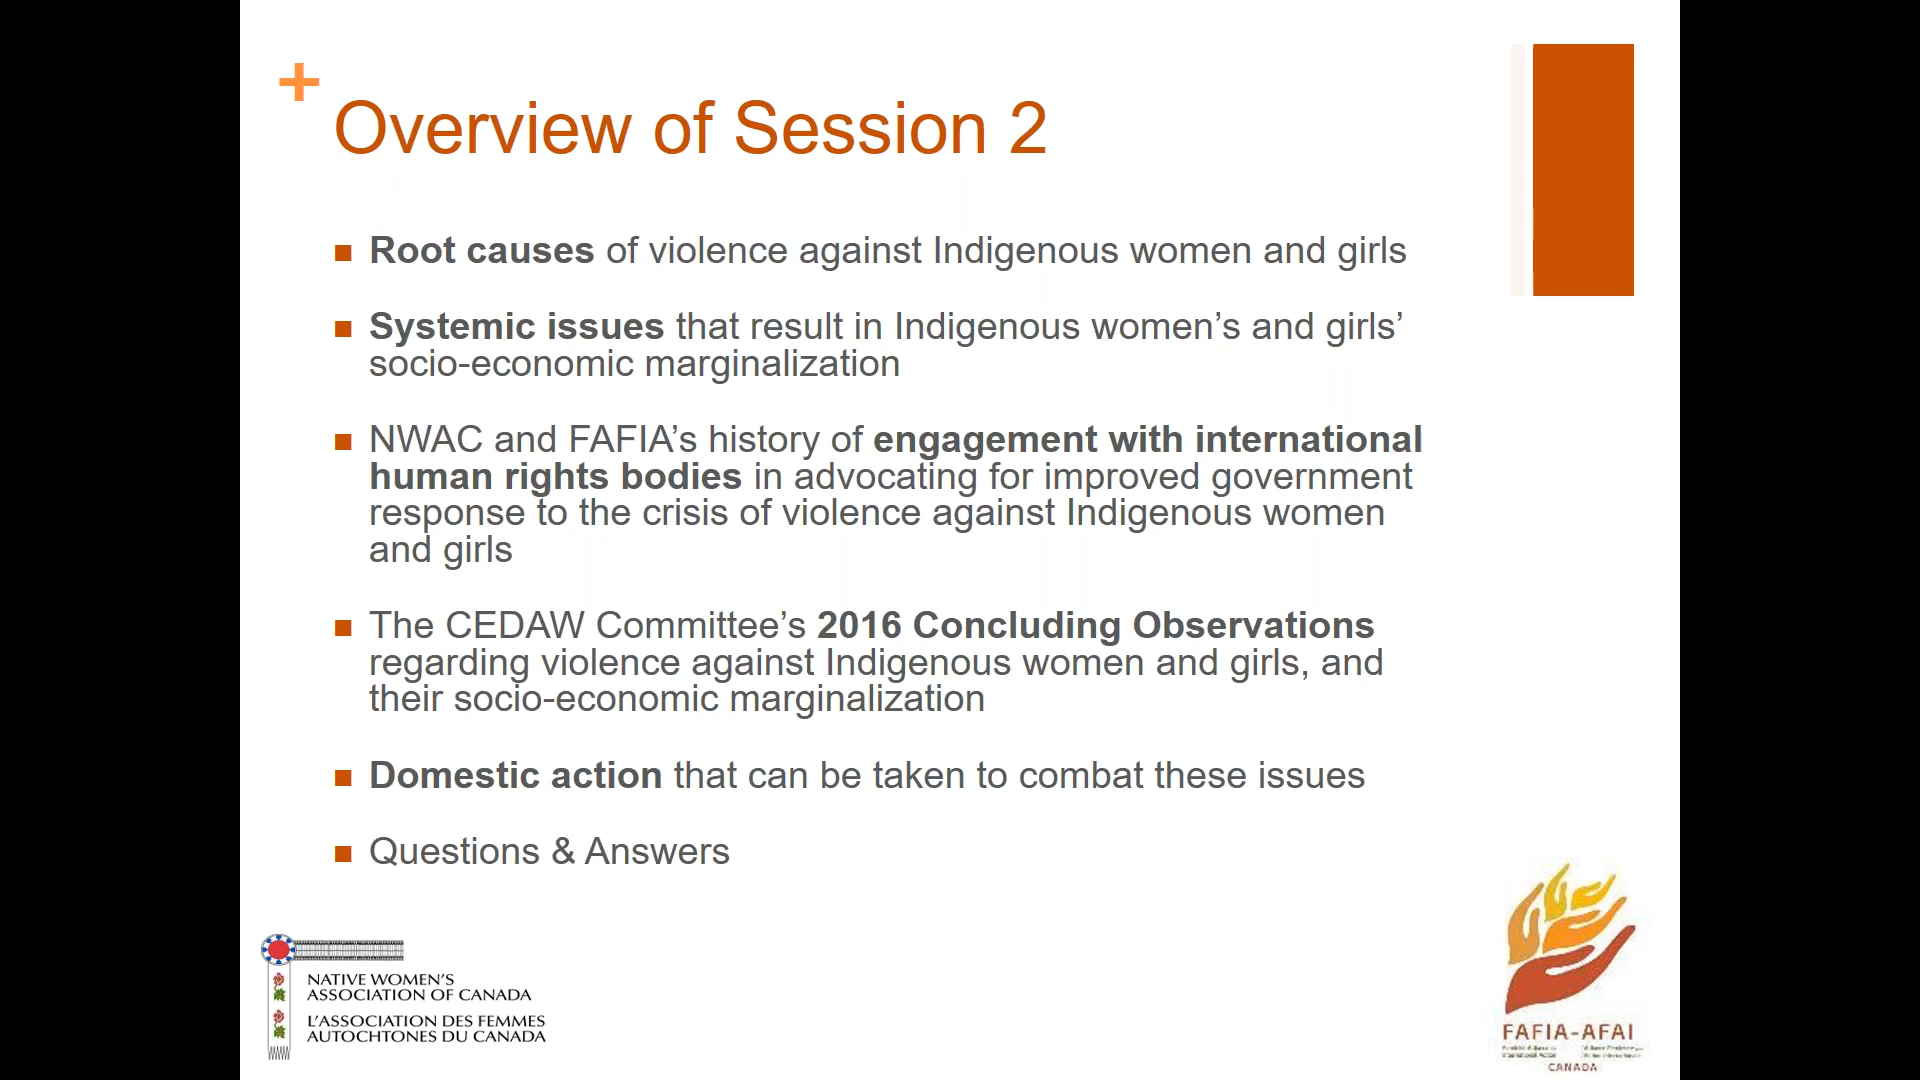 +
Overview of Session 2
■ Root causes of violence against Indigenous women and girls
■ Systemic issues that result in Indigenous women’s and girls’
socio-economic marginalization
■ NWAC and FAFIA’s history of engagement with international
human rights bodies in advocating for improved government
response to the crisis of violence against Indigenous women
and girls
■ The CEDAW Committee’s 2016 Concluding Observations
regarding violence against Indigenous women and girls, and
their socio-economic marginalization
■ Domestic action that can be taken to combat these issues
■ Questions & Answers
NATIVE WOMEN’S
ASSOCIATION OF CANADA
L’ASSOCIATION DES FEMMES
AUTOCHTONES DU CANADA
FAFIA-AFAI
CANADA